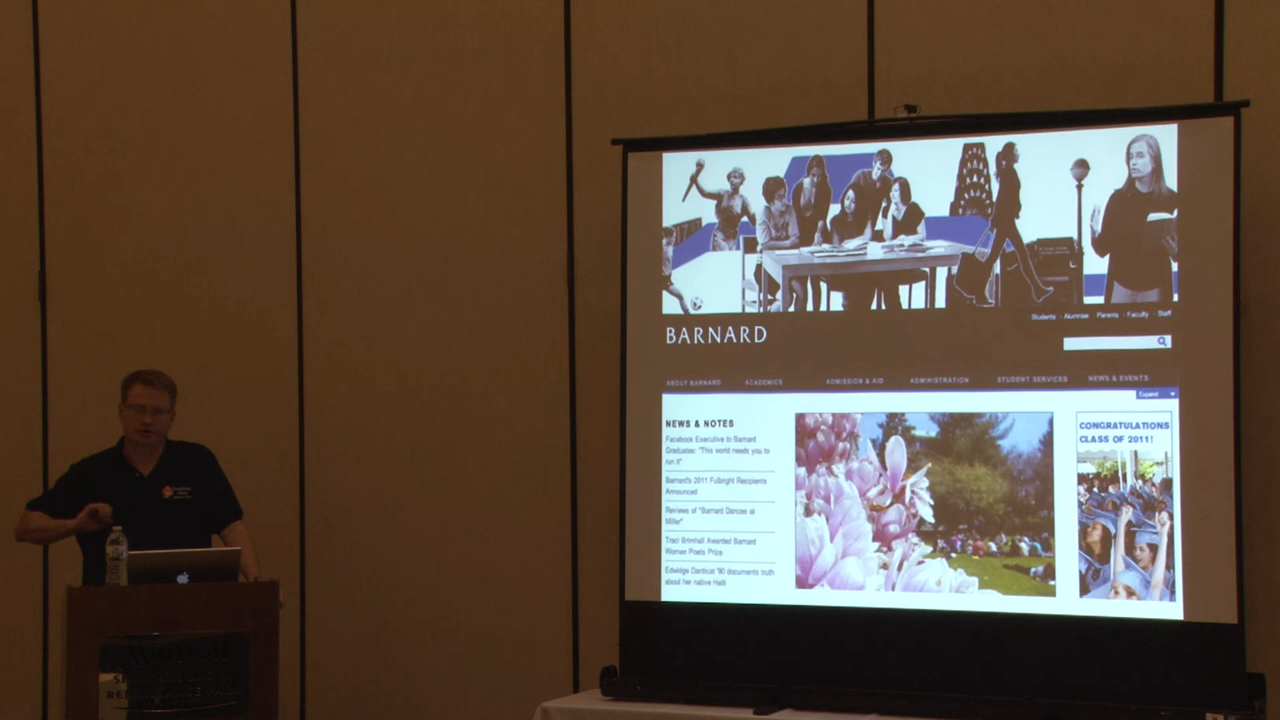 Students · Alumnae · Parents · Faculty · Staff
BARNARD
ABOUT BARNARD ACADEMICS ADMISSION & AID ADMINISTRATION STUDENT SERVICES NEWS & EVENTS
Expand
NEWS & NOTES
Facebook Executive to Barnard
Graduates: "This world needs you to
run it"
Barnard's 2011 Fulbright Recipients
Announced
Reviews of "Barnard Dances at
Miller"
Traci Brimhall Awarded Barnard
Women Poets Prize
Edwidge Danticat '90 documents truth
about her native Haiti
CONGRATULATIONS
CLASS OF 2011!